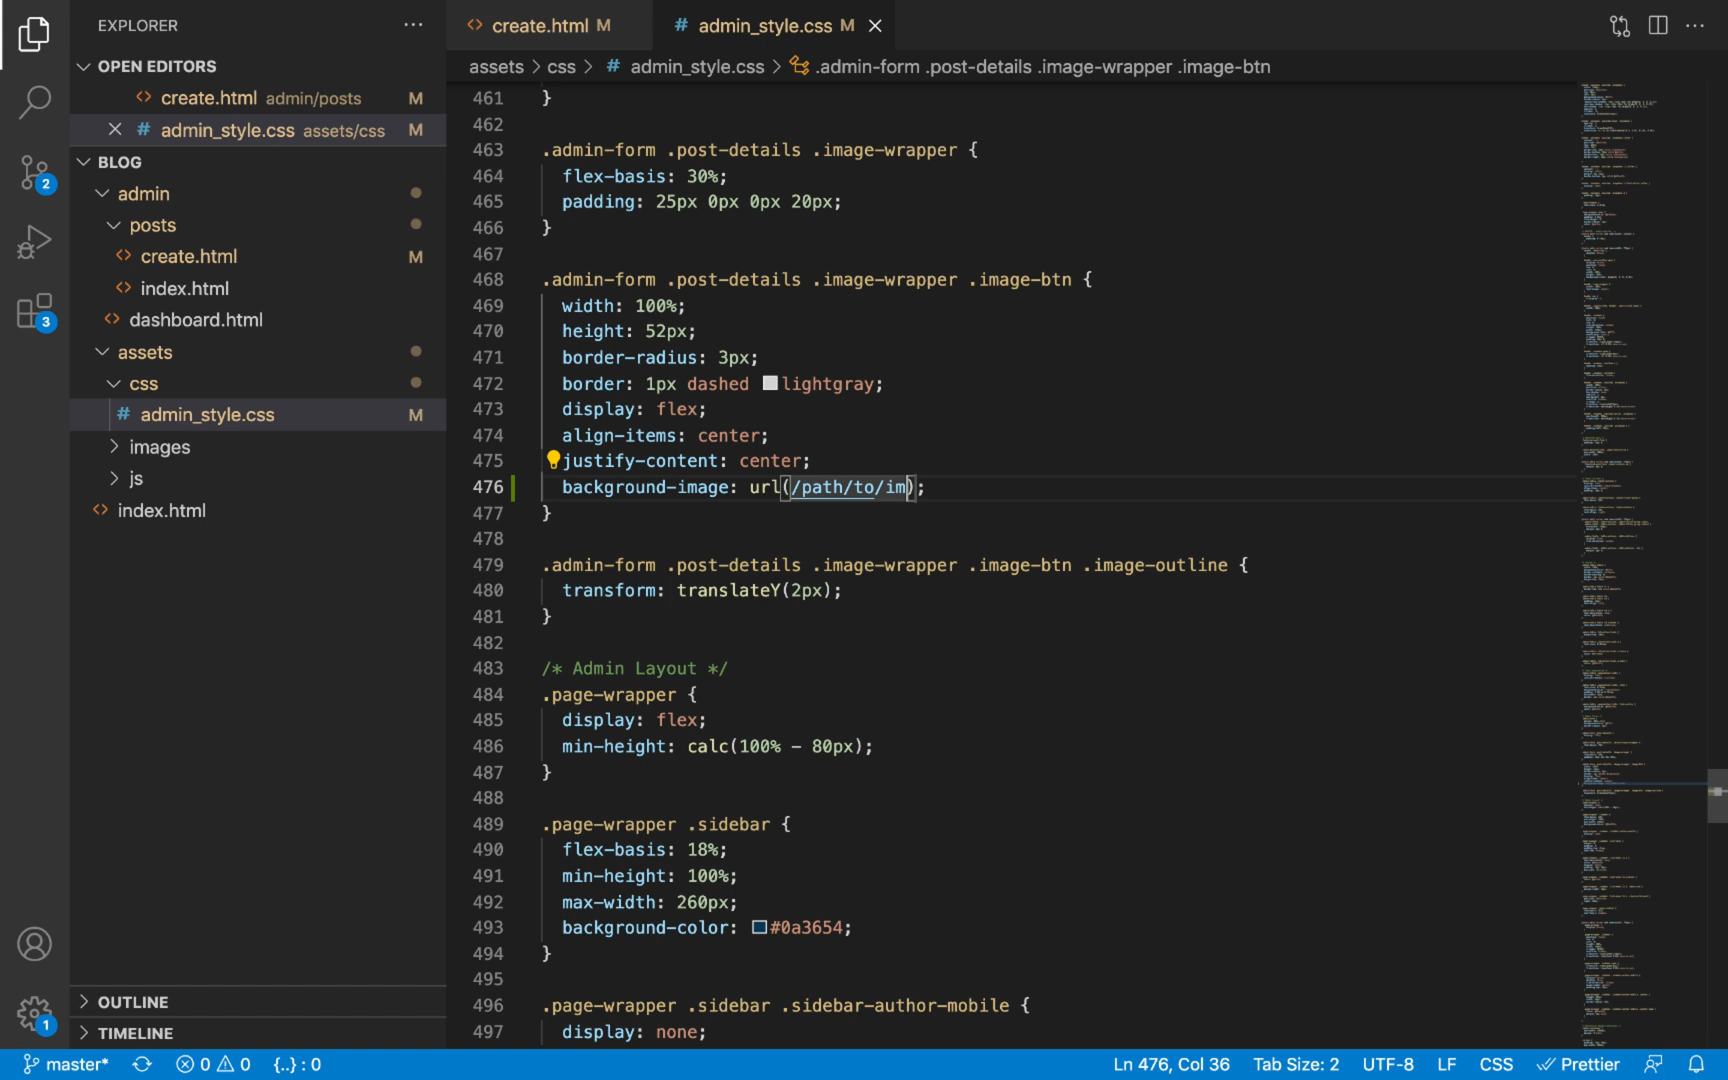 EXPLORER
OPEN EDITORS
create.html admin/posts M
admin_style.css assets/css M
BLOG
admin
posts
create.html M
index.html
dashboard.html
assets
css
admin_style.css M
images
js
index.html
OUTLINE
TIMELINE
2
3
1
create.html M
# admin_style.css M
assets > css > # admin_style.css > .admin-form .post-details .image-wrapper .image-btn
461 }
462
463 .admin-form .post-details .image-wrapper {
464 flex-basis: 30%;
465 padding: 25px 0px 0px 20px;
466 }
467
468 .admin-form .post-details .image-wrapper .image-btn {
469 width: 100%;
470 height: 52px;
471 border-radius: 3px;
472 border: 1px dashed lightgray;
473 display: flex;
474 align-items: center;
475 justify-content: center;
476 background-image: url(/path/to/im);
477 }
478
479 .admin-form .post-details .image-wrapper .image-btn .image-outline {
480 transform: translateY(2px);
481 }
482
483 /* Admin Layout */
484 .page-wrapper {
485 display: flex;
486 min-height: calc(100% - 80px);
487 }
488
489 .page-wrapper .sidebar {
490 flex-basis: 18%;
491 min-height: 100%;
492 max-width: 260px;
493 background-color: #0a3654;
494 }
495
496 .page-wrapper .sidebar .sidebar-author-mobile {
497 display: none;
master* 0 0 {..} : 0 Ln 476, Col 36 Tab Size: 2 UTF-8 LF CSS Prettier